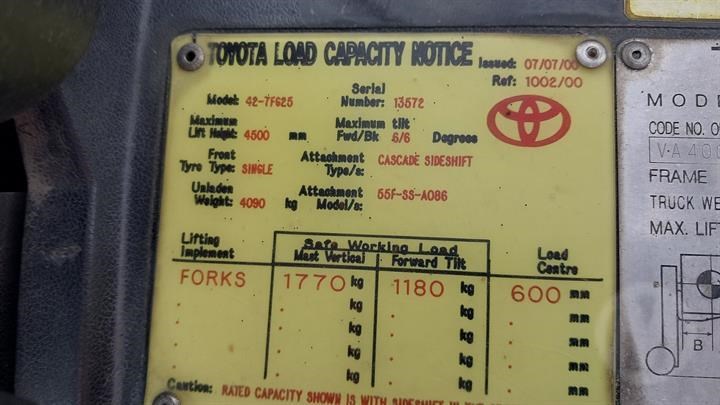 TOYOTA LOAD CAPACITY NOTICE Issued: 07/07/00
Ref: 1002/00
Model: 42-7FG25 Serial Number: 13572
Maximum Lift Height: 4500 mm Maximum tilt Fwd/Bk 6/6 Degrees
Front Tyre Type: SINGLE Attachment Type/s: CASCADE SIDESHIFT
Unladen Weight: 4090 kg Attachment Model/s: 55F-SS-A086
Lifting Implement Safe Working Load Load Centre
Mast Vertical Forward Tilt
FORKS 1770 kg 1180 kg 600 mm
kg kg mm
kg kg mm
kg kg mm
kg kg mm
Caution: RATED CAPACITY SHOWN IS WITH SIDESHIFT IN
MOD
CODE NO.
VA400
FRAME
TRUCK WE
MAX. LIF
B